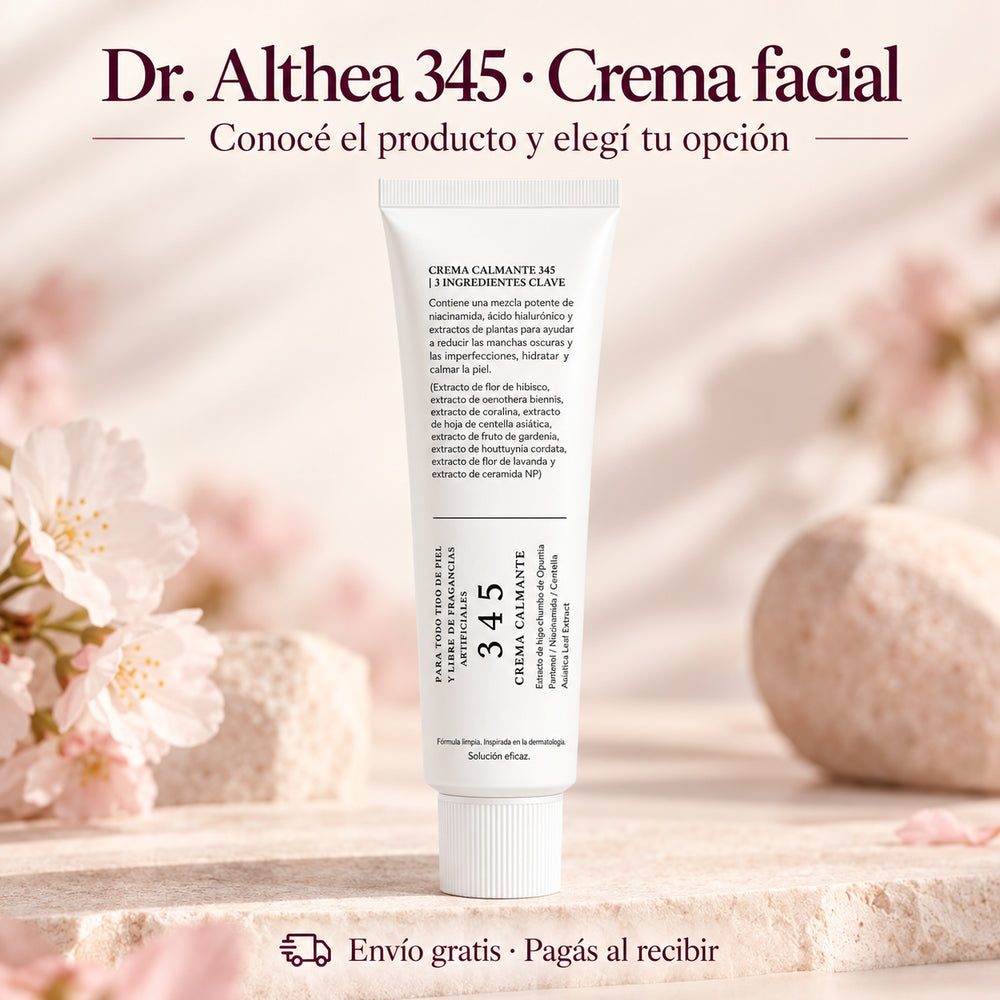 Dr. Althea 345 · Crema facial
Conocé el producto y elegí tu opción
CREMA CALMANTE 345
| 3 INGREDIENTES CLAVE
Contiene una mezcla potente de
niacinamida, ácido hialurónico y
extractos de plantas para ayudar
a reducir las manchas oscuras y
las imperfecciones, hidratar y
calmar la piel.
(Extracto de flor de hibisco,
extracto de oenothera biennis,
extracto de coralina, extracto
de hoja de centella asiática,
extracto de fruto de gardenia,
extracto de houttuynia cordata,
extracto de flor de lavanda y
extracto de ceramida NP)
PARA TODO TIOO DE PIEL
Y LIBRE DE FRAGANCIAS
ARTIFICIALES
345
CREMA CALMANTE
Extracto de higo chumbo de Opuntia
Pantenol / Niacinamida / Centella
Asiatica Leaf Extract
Fórmula limpia. Inspirada en la dermatología.
Solución eficaz.
Envío gratis · Pagás al recibir